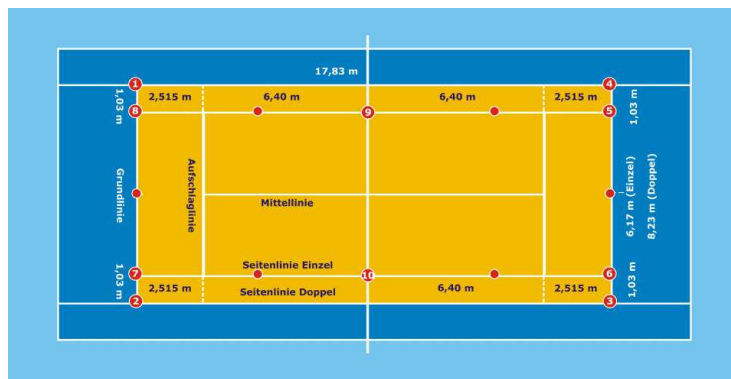 17,83 m
1
4
2,515 m
6,40 m
6,40 m
2,515 m
1,03 m
1,03 m
8
9
5
Grundlinie
Aufschlaglinie
Mittellinie
6,17 m (Einzel)
8,23 m (Doppel)
Seitenlinie Einzel
7
10
6
1,03 m
1,03 m
2,515 m
Seitenlinie Doppel
6,40 m
2,515 m
2
3